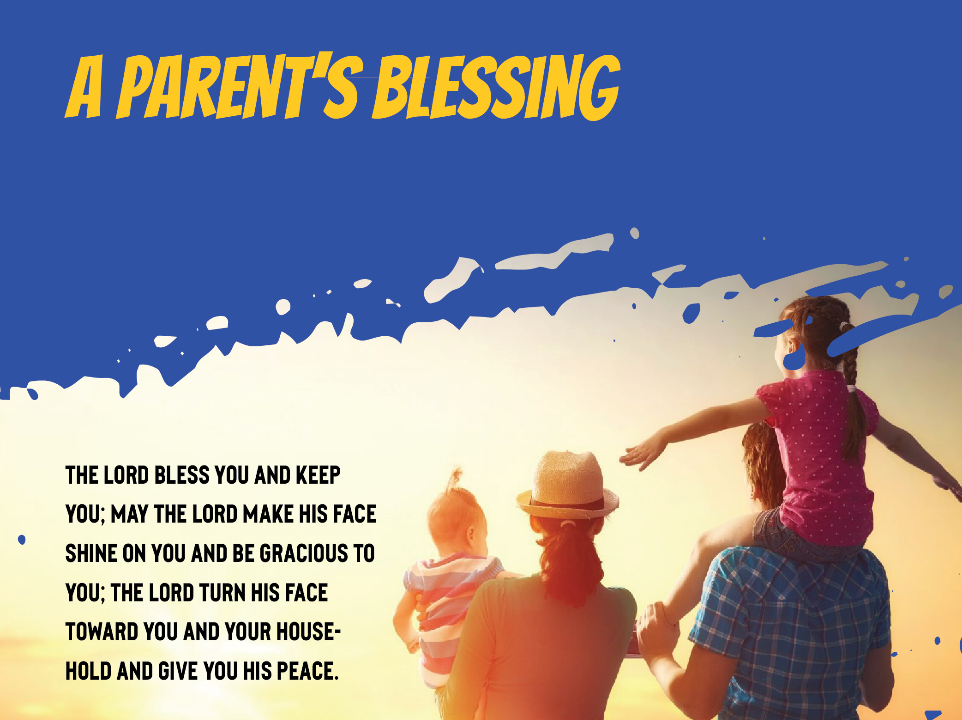 A PARENT'S BLESSING
THE LORD BLESS YOU AND KEEP
YOU; MAY THE LORD MAKE HIS FACE
SHINE ON YOU AND BE GRACIOUS TO
YOU; THE LORD TURN HIS FACE
TOWARD YOU AND YOUR HOUSE-
HOLD AND GIVE YOU HIS PEACE.